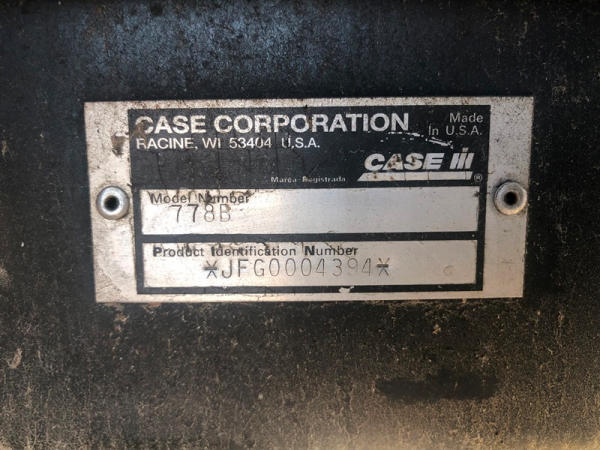 CASE CORPORATION
RACINE, WI 53404 U.S.A.
Made
In U.S.A.
CASE IH
Marca Registrada
®
Model Number
778B
Product Identification Number
*JFG0004394*